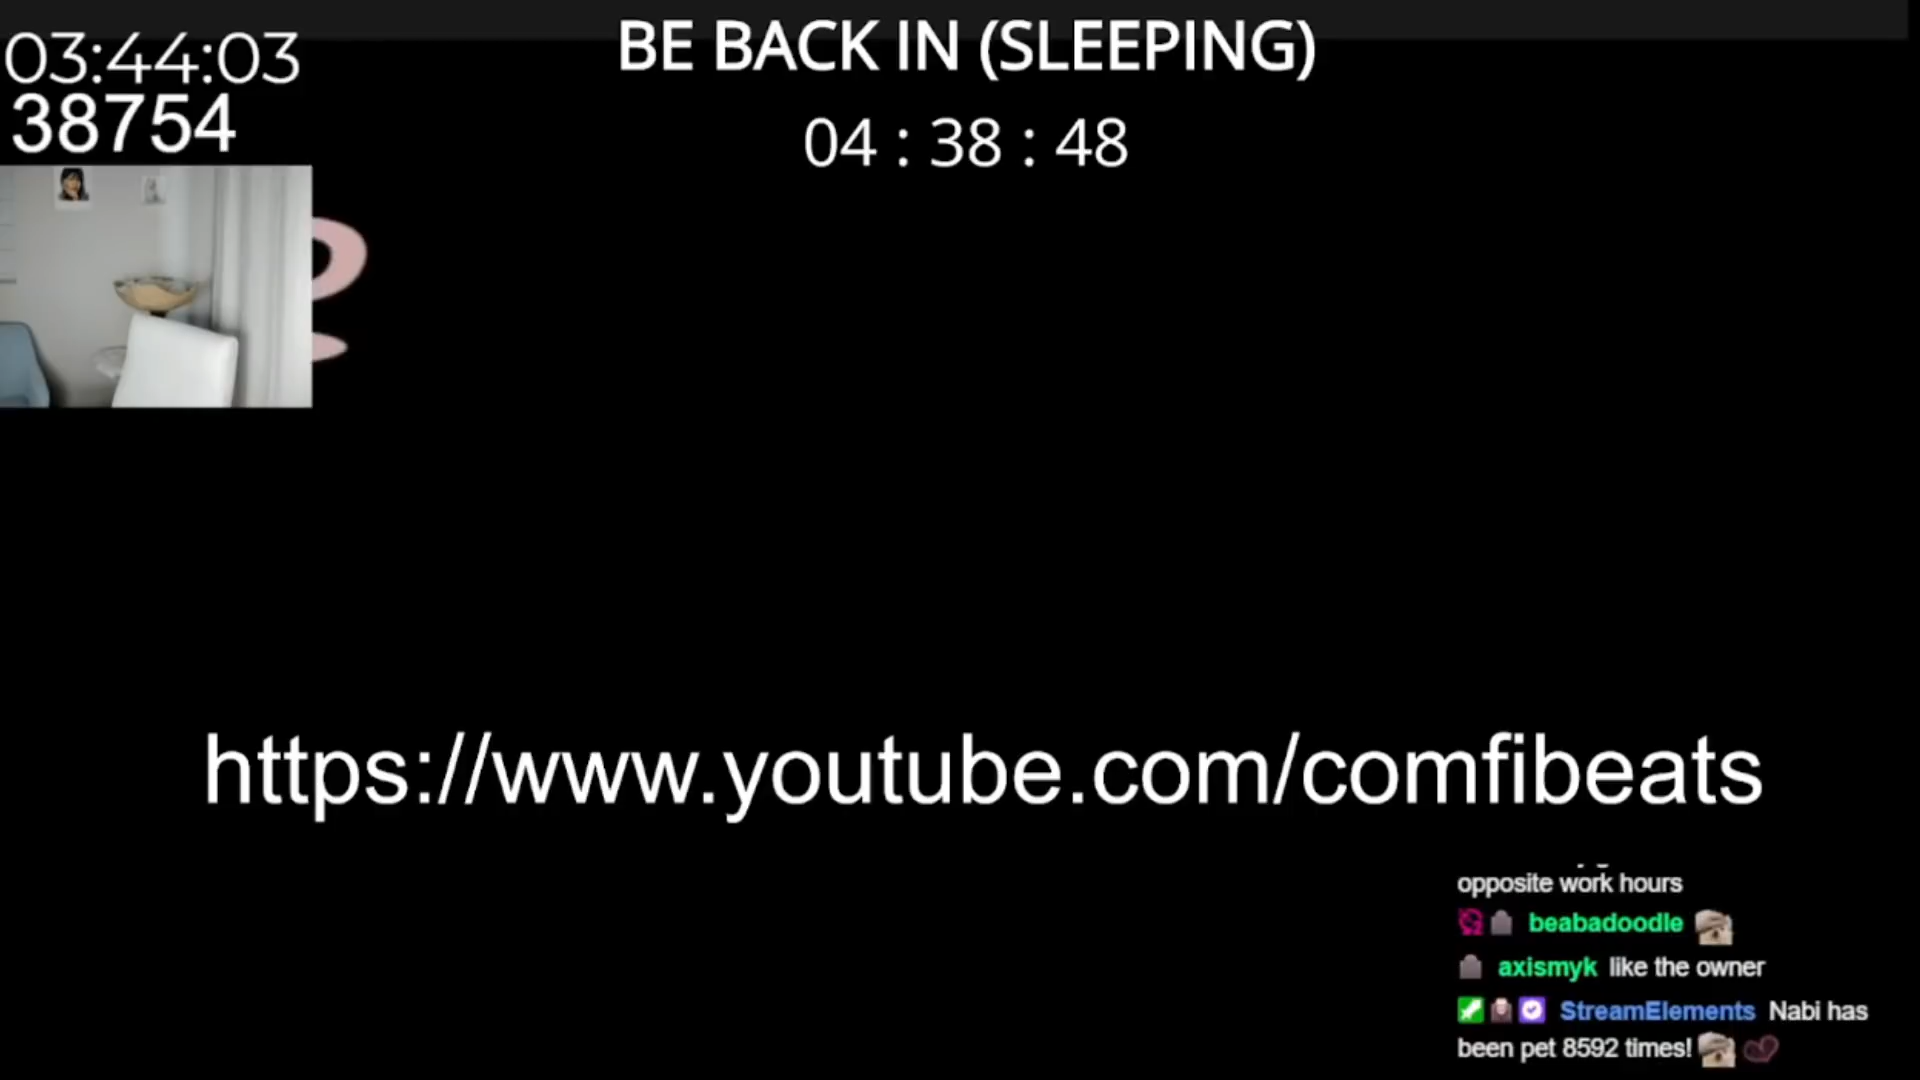 BE BACK IN (SLEEPING)
03:44:03
04 : 38 : 48
38754
https://www.youtube.com/comfibeats
opposite work hours
beabadoodle
axismyk like the owner
StreamElements Nabi has
been pet 8592 times!